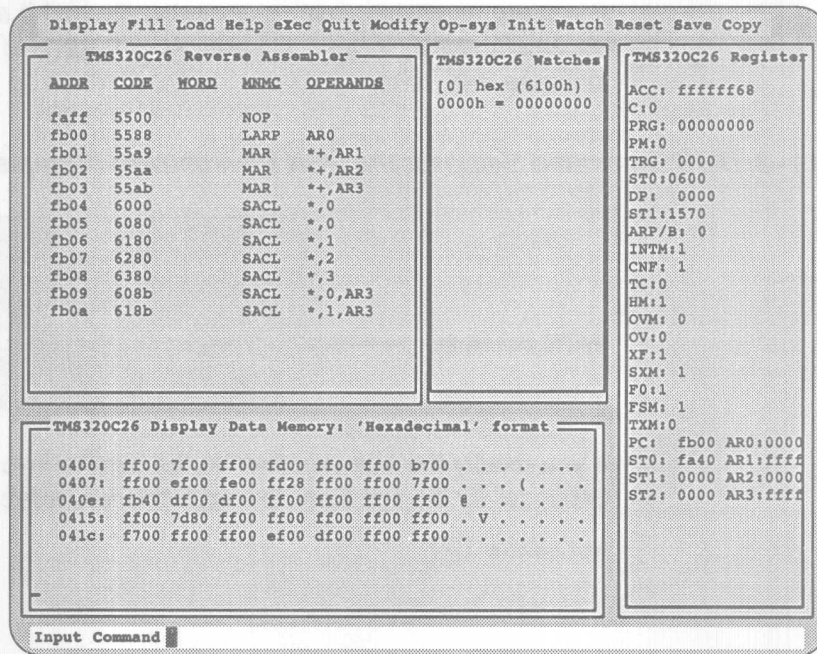 Display Fill Load Help eXec Quit Modify Op-sys Init Watch Reset Save Copy
TMS320C26 Reverse Assembler
ADDR CODE WORD MNMC OPERANDS
faff 5500 NOP
fb00 5588 LARP AR0
fb01 55a9 MAR *+,AR1
fb02 55aa MAR *+,AR2
fb03 55ab MAR *+,AR3
fb04 6000 SACL *,0
fb05 6080 SACL *,0
fb06 6180 SACL *,1
fb07 6280 SACL *,2
fb08 6380 SACL *,3
fb09 608b SACL *,0,AR3
fb0a 618b SACL *,1,AR3
TMS320C26 Watches
[0] hex (6100h)
0000h = 00000000
TMS320C26 Register
ACC: ffffff68
C:0
PRG: 00000000
PM:0
TRG: 0000
ST0:0600
DP: 0000
ST1:1570
ARP/B: 0
INTM:1
CNF: 1
TC:0
HM:1
OVM: 0
OV:0
XF:1
SXM: 1
F0:1
FSM: 1
TXM:0
PC: fb00 AR0:0000
ST0: fa40 AR1:ffff
ST1: 0000 AR2:0000
ST2: 0000 AR3:ffff
TMS320C26 Display Data Memory: 'Hexadecimal' format
0400: ff00 7f00 ff00 fd00 ff00 ff00 b700 . . . . . . ..
0407: ff00 ef00 fe00 ff28 ff00 ff00 7f00 . . . ( . . .
040e: fb40 df00 df00 ff00 ff00 ff00 ff00 @ . . . . .
0415: ff00 7d80 ff00 ff00 ff00 ff00 ff00 . V . . . . .
041c: f700 ff00 ff00 ef00 df00 ff00 ff00 . . . . . . .
Input Command